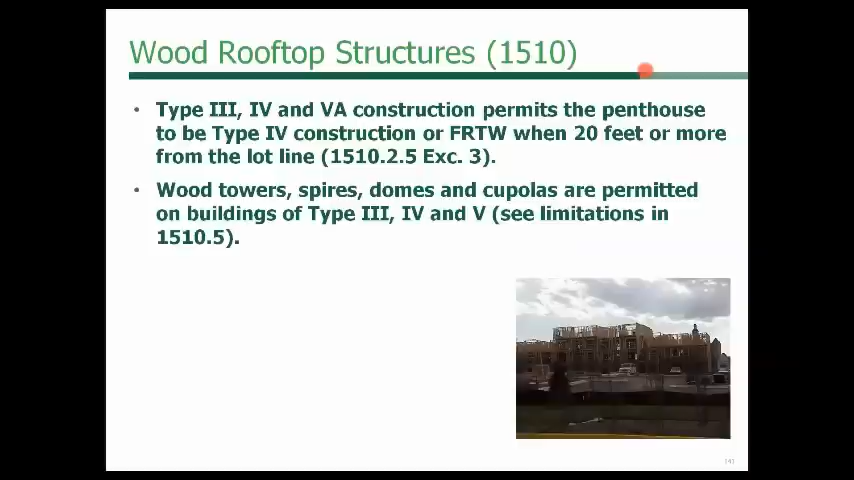 Wood Rooftop Structures (1510)
• Type III, IV and VA construction permits the penthouse
to be Type IV construction or FRTW when 20 feet or more
from the lot line (1510.2.5 Exc. 3).
• Wood towers, spires, domes and cupolas are permitted
on buildings of Type III, IV and V (see limitations in
1510.5).